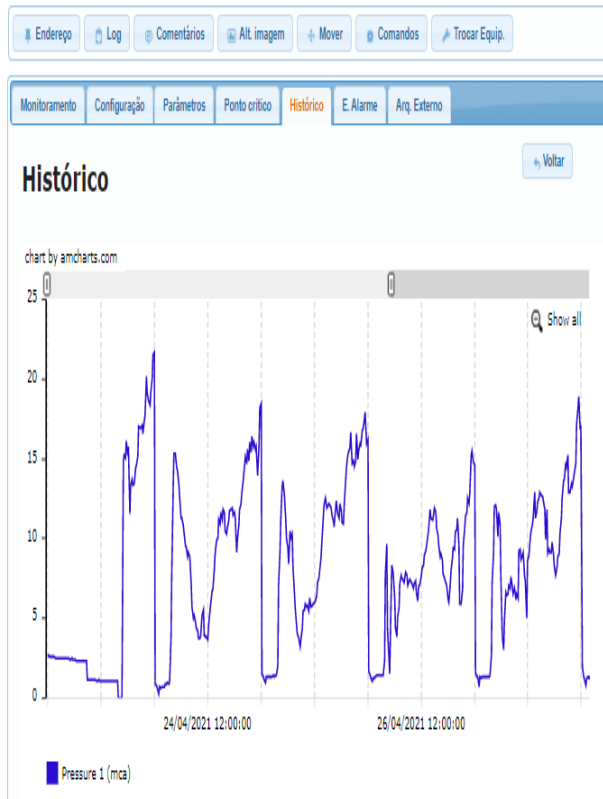 Endereço Log Comentários Alt. imagem Mover Comandos Trocar Equip.
Monitoramento Configuração Parâmetros Ponto crítico Histórico E. Alarme Arq. Externo
Voltar
Histórico
chart by amcharts.com
25
Show all
20
15
10
5
0
24/04/2021 12:00:00 26/04/2021 12:00:00
Pressure 1 (mca)